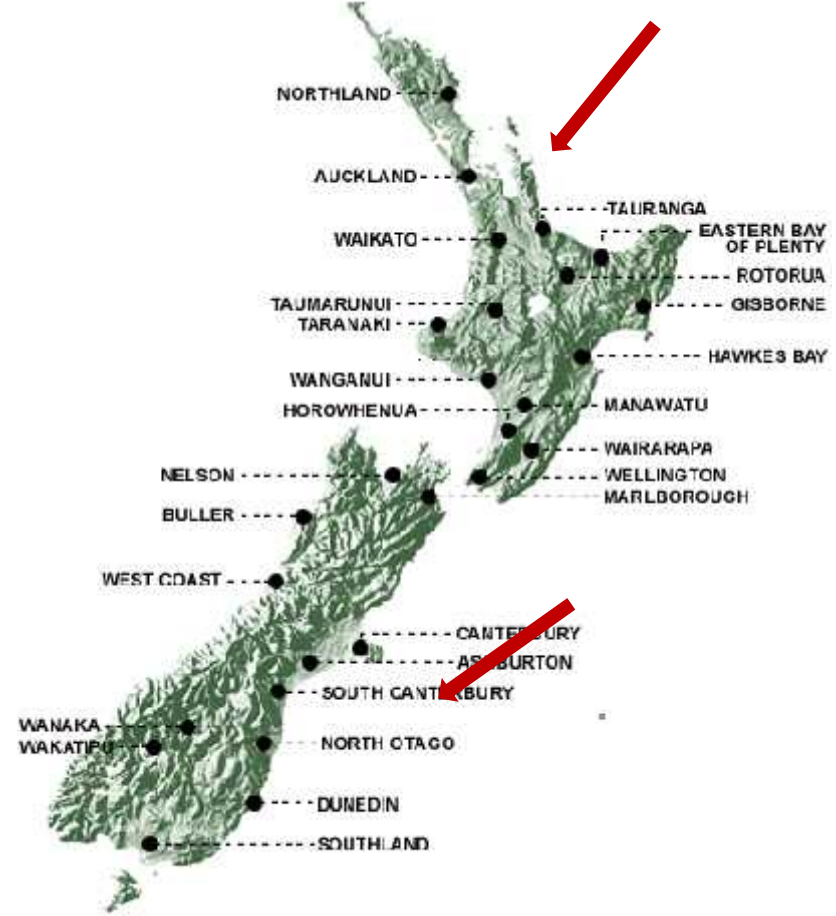 NORTHLAND
AUCKLAND
TAURANGA
WAIKATO
EASTERN BAY
OF PLENTY
ROTORUA
TAUMARUNUI
GISBORNE
TARANAKI
HAWKES BAY
WANGANUI
HOROWHENUA
MANAWATU
WAIRARAPA
NELSON
WELLINGTON
MARLBOROUGH
BULLER
WEST COAST
CANTERBURY
ASHBURTON
SOUTH CANTERBURY
WANAKA
WAKATIPU
NORTH OTAGO
DUNEDIN
SOUTHLAND